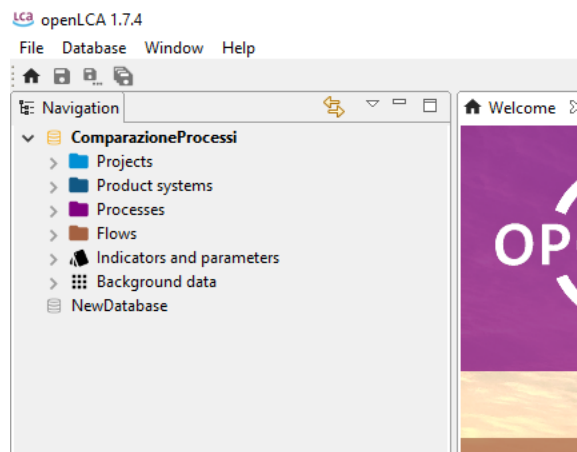 LCA openLCA 1.7.4
File Database Window Help
Navigation
Welcome
ComparazioneProcessi
Projects
Product systems
Processes
Flows
Indicators and parameters
Background data
NewDatabase
OP